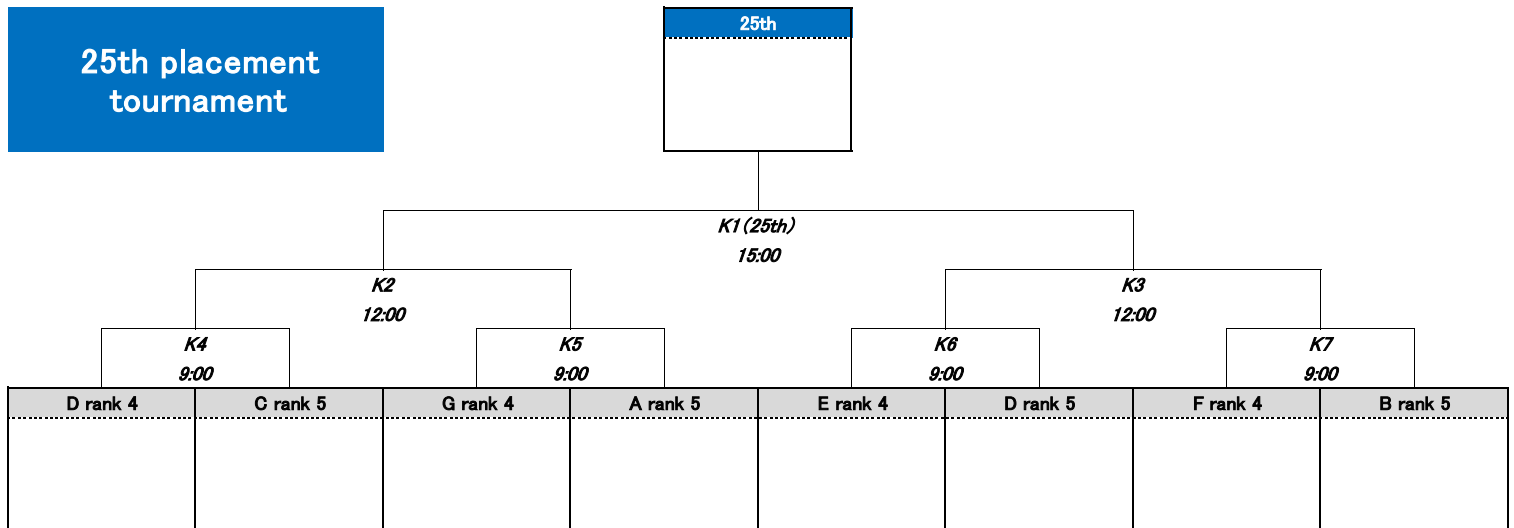 25th placement
tournament
25th
K1(25th)
15:00
K2 K3
12:00 12:00
K4 K5 K6 K7
9:00 9:00 9:00 9:00
D rank 4 C rank 5 G rank 4 A rank 5 E rank 4 D rank 5 F rank 4 B rank 5